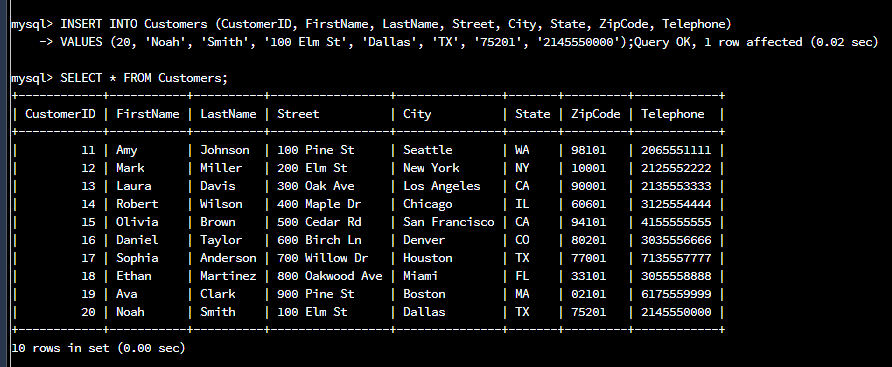 mysql> INSERT INTO Customers (CustomerID, FirstName, LastName, Street, City, State, ZipCode, Telephone)
    -> VALUES (20, 'Noah', 'Smith', '100 Elm St', 'Dallas', 'TX', '75201', '2145550000');Query OK, 1 row affected (0.02 sec)
mysql> SELECT * FROM Customers;
+------------+-----------+----------+-----------------+---------------+-------+---------+------------+
| CustomerID | FirstName | LastName | Street          | City          | State | ZipCode | Telephone  |
+------------+-----------+----------+-----------------+---------------+-------+---------+------------+
|         11 | Amy       | Johnson  | 100 Pine St     | Seattle       | WA    | 98101   | 2065551111 |
|         12 | Mark      | Miller   | 200 Elm St      | New York      | NY    | 10001   | 2125552222 |
|         13 | Laura     | Davis    | 300 Oak Ave     | Los Angeles   | CA    | 90001   | 2135553333 |
|         14 | Robert    | Wilson   | 400 Maple Dr    | Chicago       | IL    | 60601   | 3125554444 |
|         15 | Olivia    | Brown    | 500 Cedar Rd    | San Francisco | CA    | 94101   | 4155555555 |
|         16 | Daniel    | Taylor   | 600 Birch Ln    | Denver        | CO    | 80201   | 3035556666 |
|         17 | Sophia    | Anderson | 700 Willow Dr   | Houston       | TX    | 77001   | 7135557777 |
|         18 | Ethan     | Martinez | 800 Oakwood Ave | Miami         | FL    | 33101   | 3055558888 |
|         19 | Ava       | Clark    | 900 Pine St     | Boston        | MA    | 02101   | 6175559999 |
|         20 | Noah      | Smith    | 100 Elm St      | Dallas        | TX    | 75201   | 2145550000 |
+------------+-----------+----------+-----------------+---------------+-------+---------+------------+
10 rows in set (0.00 sec)